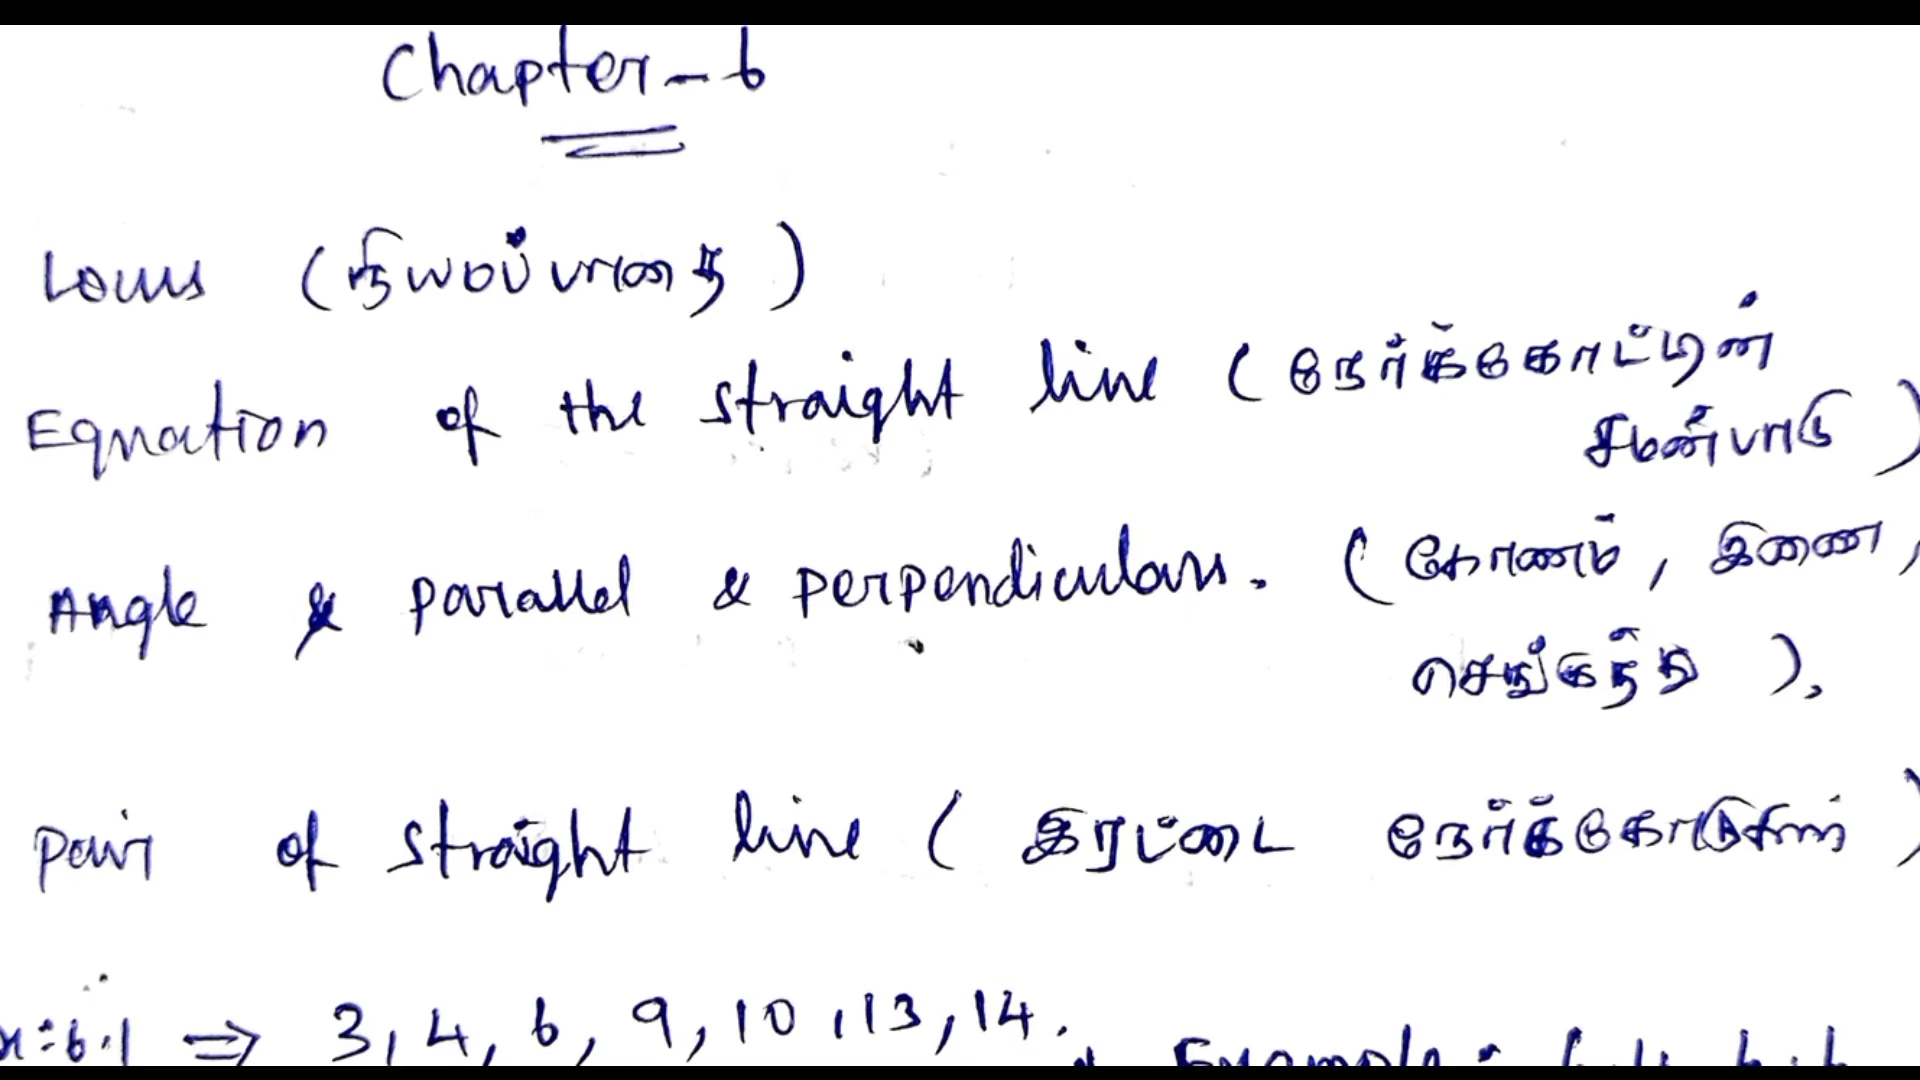 Chapter - 6
Locus (நியமப்பாதை)
Equation of the straight line (நேர்க்கோட்டின்
சமன்பாடு)
Angle & parallel & perpendiculars. (கோணம், இணை,
செங்குத்து).
Pair of straight line (இரட்டை நேர்க்கோடுகள்)
x:6.1 ⇒ 3, 4, 6, 9, 10, 13, 14. Example: